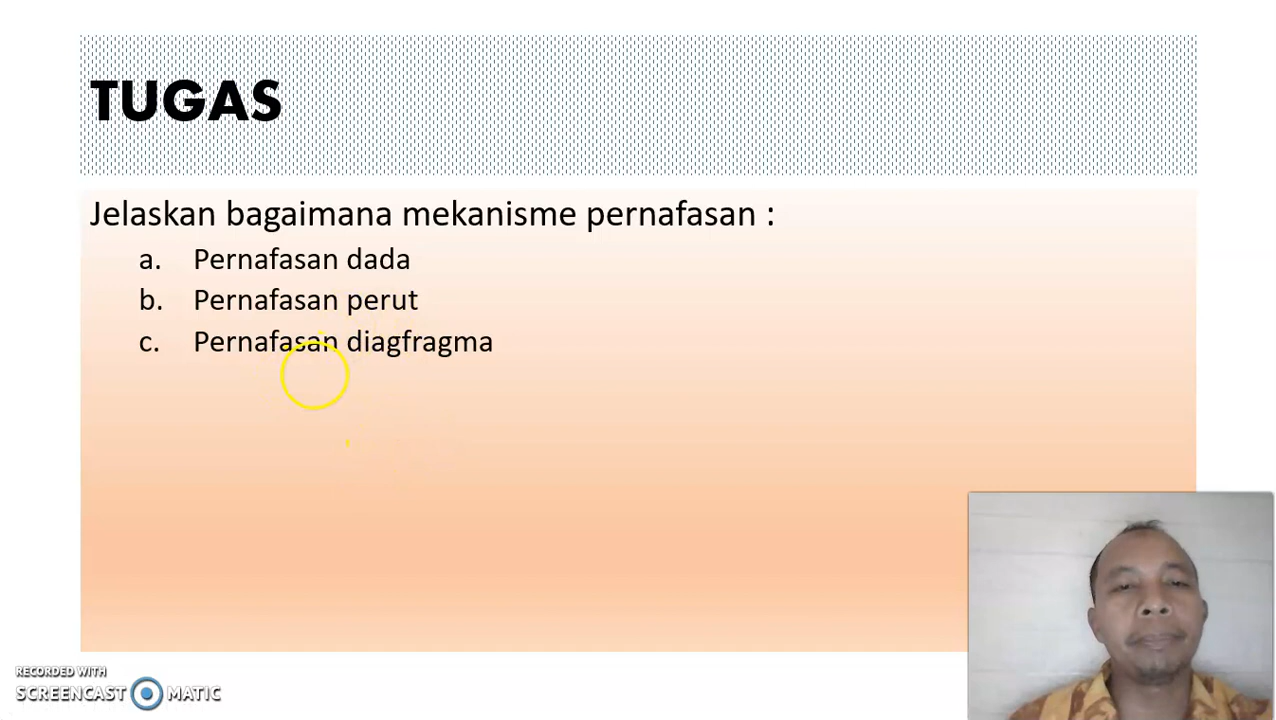 TUGAS
Jelaskan bagaimana mekanisme pernafasan :
a. Pernafasan dada
b. Pernafasan perut
c. Pernafasan diagfragma
RECORDED WITH
SCREENCAST MATIC